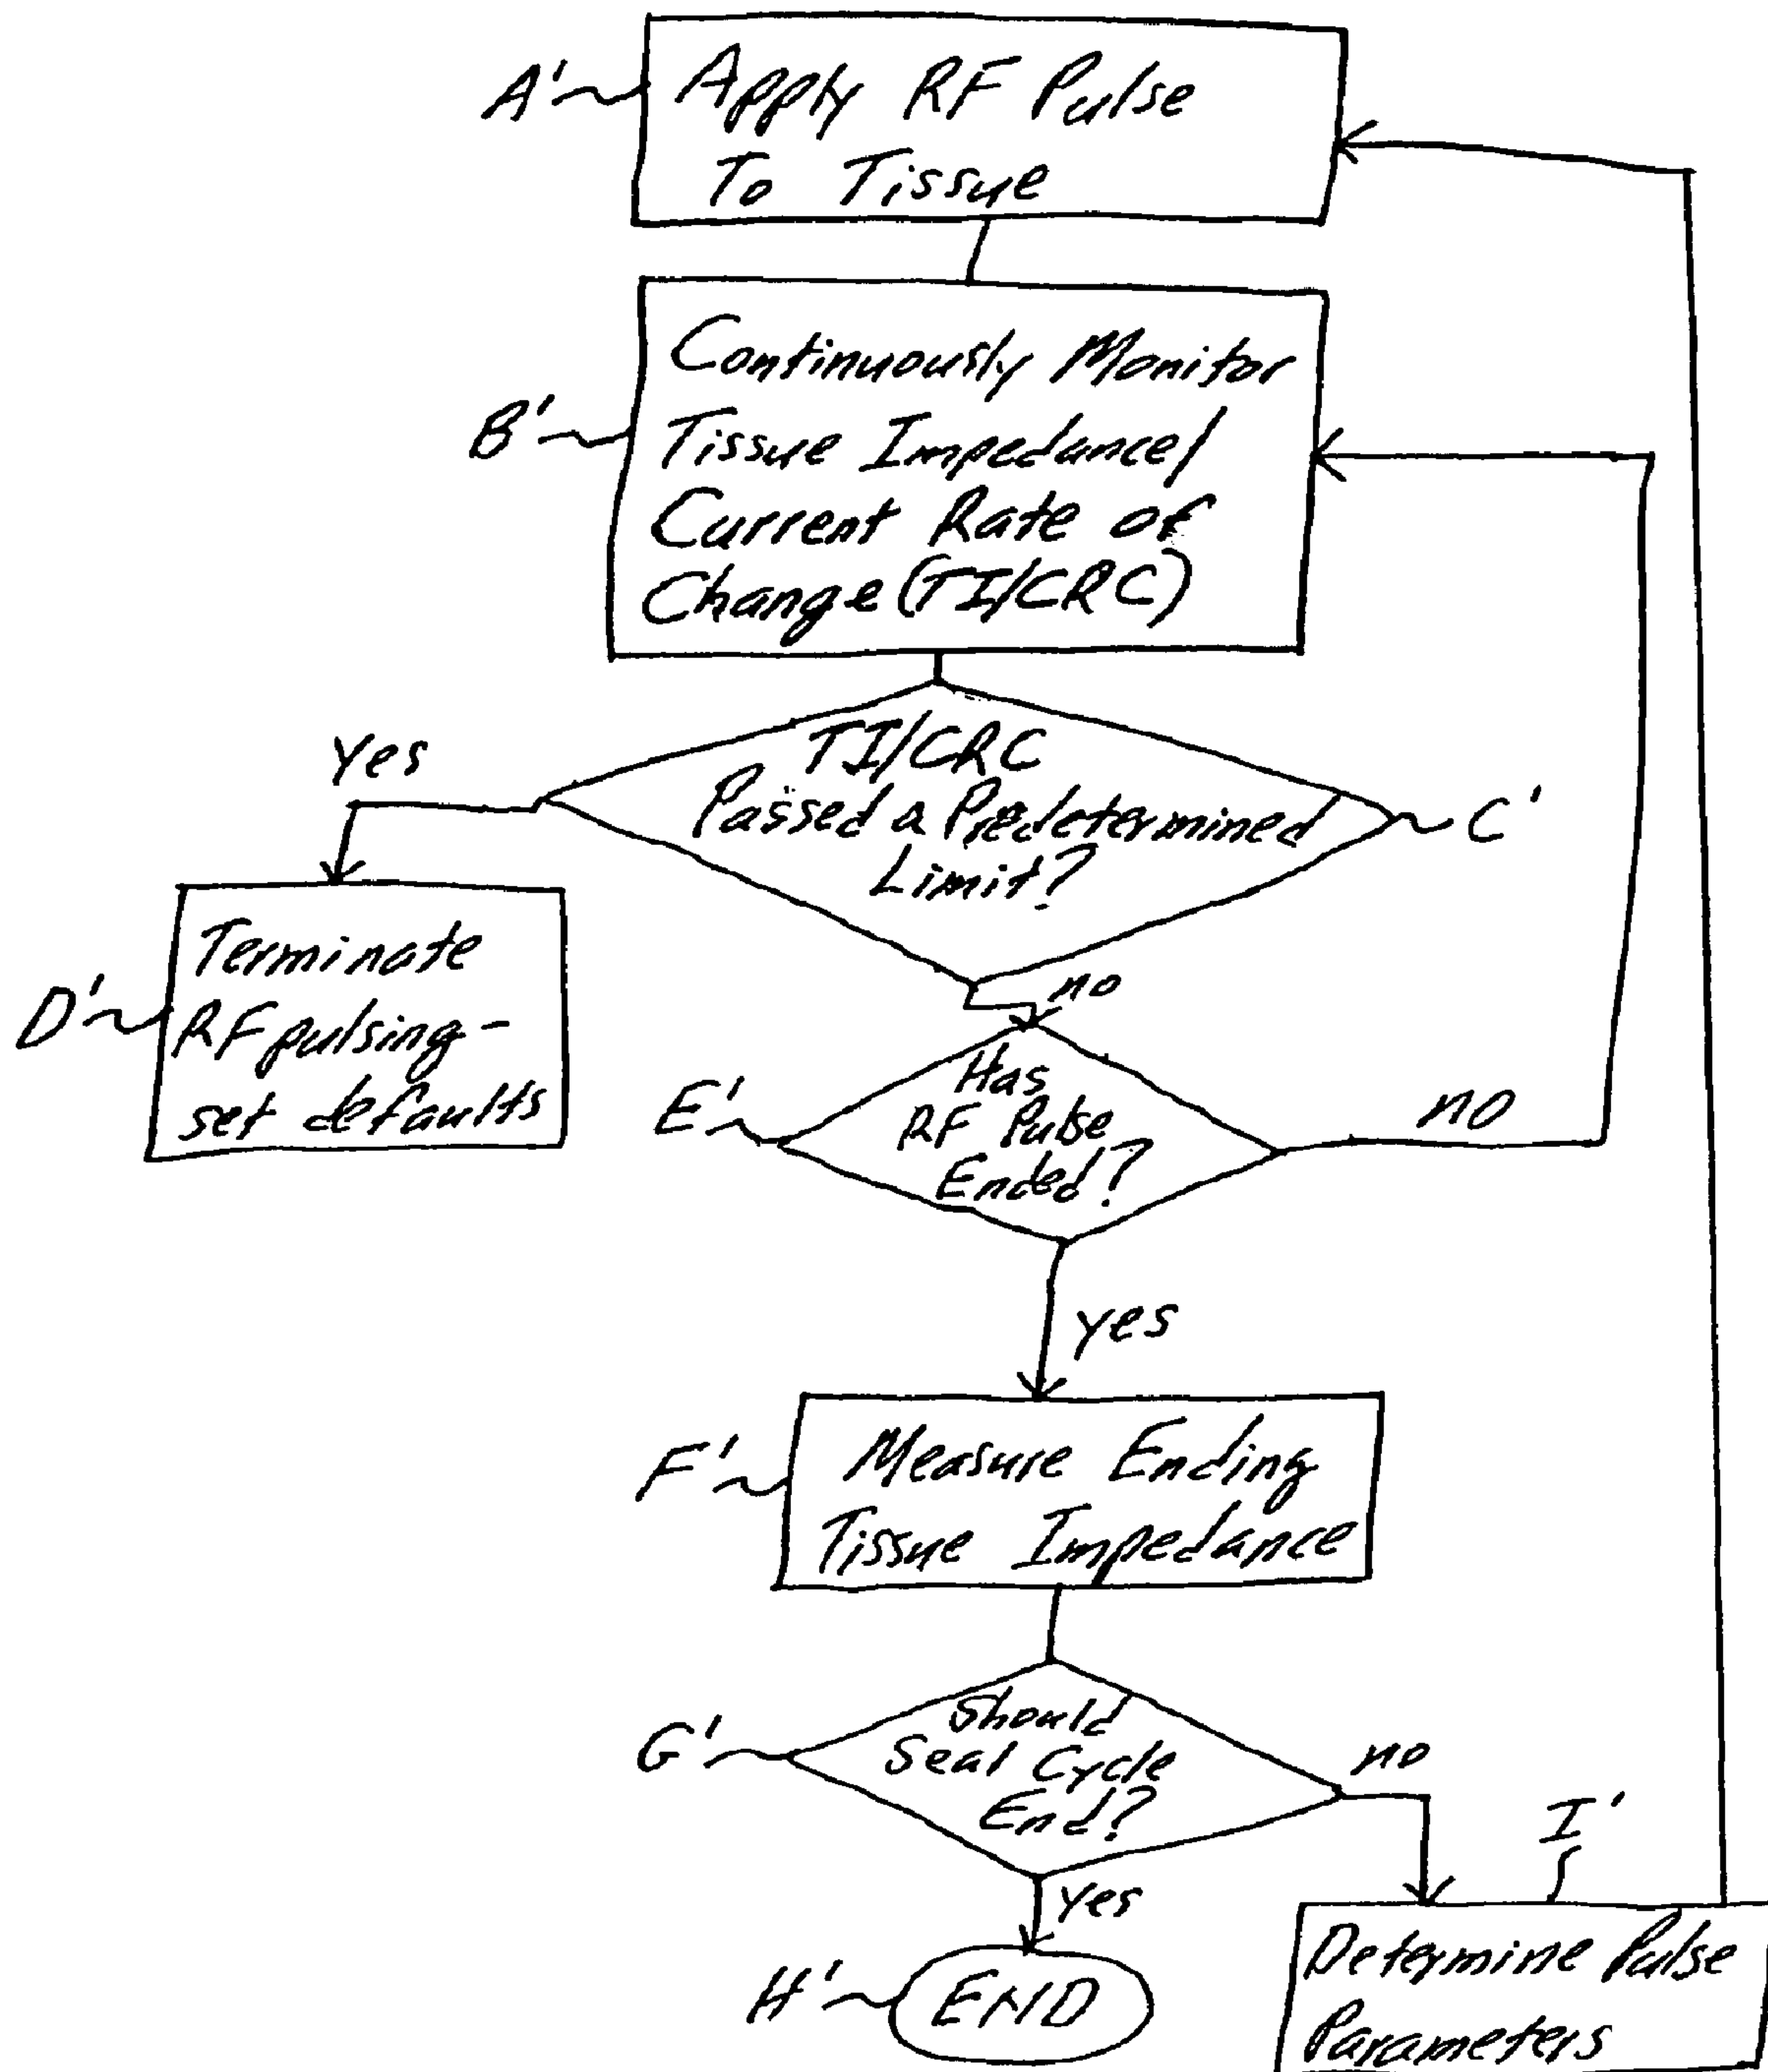 A'
Apply RF Pulse
To Tissue
B'
Continuously Monitor
Tissue Impedance/
Current Rate of
Change (TI/CRC)
Yes
TI/CRC
Passed a Predetermined
Limit?
C'
D'
Terminate
RF pulsing-
set defaults
no
E'
Has
RF Pulse
Ended?
no
yes
F'
Measure Ending
Tissue Impedance
G'
Should
Seal Cycle
End?
no
I'
yes
H'
END
Determine Pulse
Parameters